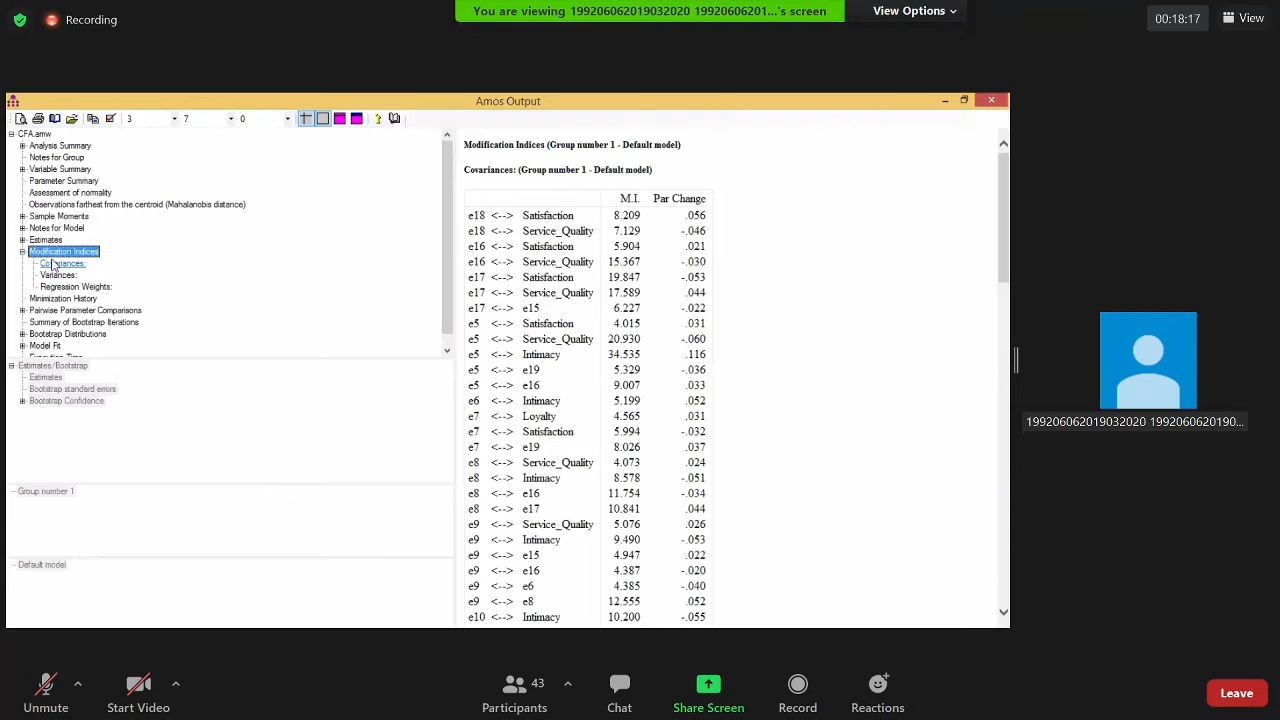 Recording
You are viewing 199206062019032020 19920606201...'s screen
View Options
00:18:17
View
Amos Output
3
7
0
CFA.amw
Analysis Summary
Notes for Group
Variable Summary
Parameter Summary
Assessment of normality
Observations farthest from the centroid (Mahalanobis distance)
Sample Moments
Notes for Model
Estimates
Modification Indices
Covariances:
Variances:
Regression Weights:
Minimization History
Pairwise Parameter Comparisons
Summary of Bootstrap Iterations
Bootstrap Distributions
Model Fit
Execution Time
Estimates/Bootstrap
Estimates
Bootstrap standard errors
Bootstrap Confidence
Group number 1
Default model
Modification Indices (Group number 1 - Default model)
Covariances: (Group number 1 - Default model)
M.I. Par Change
e18 <--> Satisfaction 8.209 .056
e18 <--> Service_Quality 7.129 -.046
e16 <--> Satisfaction 5.904 .021
e16 <--> Service_Quality 15.367 -.030
e17 <--> Satisfaction 19.847 -.053
e17 <--> Service_Quality 17.589 .044
e17 <--> e15 6.227 -.022
e5 <--> Satisfaction 4.015 .031
e5 <--> Service_Quality 20.930 -.060
e5 <--> Intimacy 34.535 .116
e5 <--> e19 5.329 -.036
e5 <--> e16 9.007 .033
e6 <--> Intimacy 5.199 .052
e7 <--> Loyalty 4.565 .031
e7 <--> Satisfaction 5.994 -.032
e7 <--> e19 8.026 .037
e8 <--> Service_Quality 4.073 .024
e8 <--> Intimacy 8.578 -.051
e8 <--> e16 11.754 -.034
e8 <--> e17 10.841 .044
e9 <--> Service_Quality 5.076 .026
e9 <--> Intimacy 9.490 -.053
e9 <--> e15 4.947 .022
e9 <--> e16 4.387 -.020
e9 <--> e6 4.385 -.040
e9 <--> e8 12.555 .052
e10 <--> Intimacy 10.200 -.055
199206062019032020 1992060620190...
Unmute
Start Video
43
Participants
Chat
Share Screen
Record
Reactions
Leave